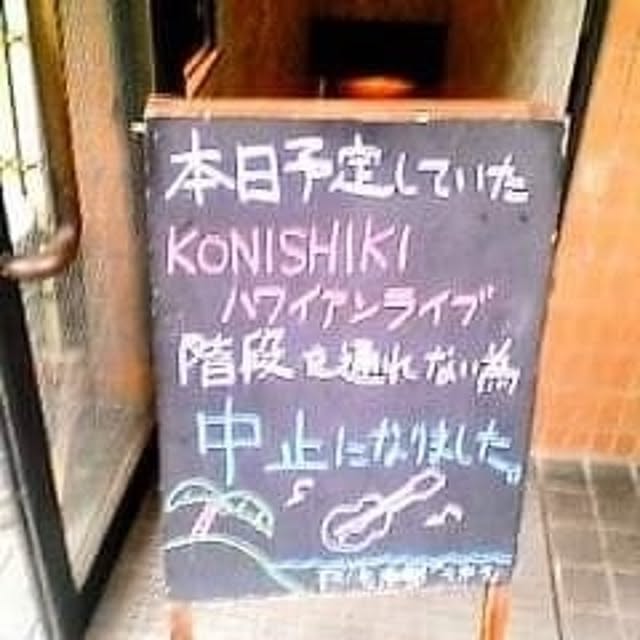 本日予定していた
KONISHIKI
ハワイアンライブ
階段を通れない為
中止になりました。